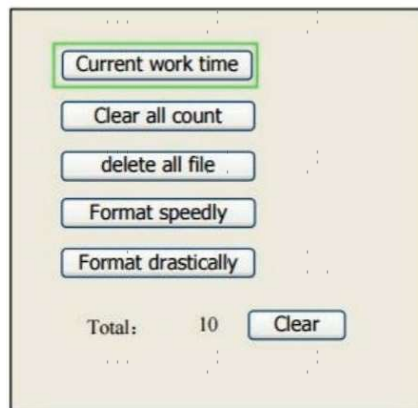 Current work time
Clear all count
delete all file
Format speedly
Format drastically
Total: 10 Clear